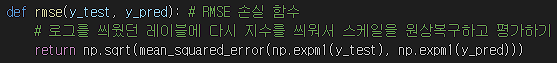 def rmse(y_test, y_pred): # RMSE 손실 함수
# 로그를 씌웠던 레이블에 다시 지수를 씌워서 스케일을 원상복구하고 평가하기
return np.sqrt(mean_squared_error(np.expm1(y_test), np.expm1(y_pred)))